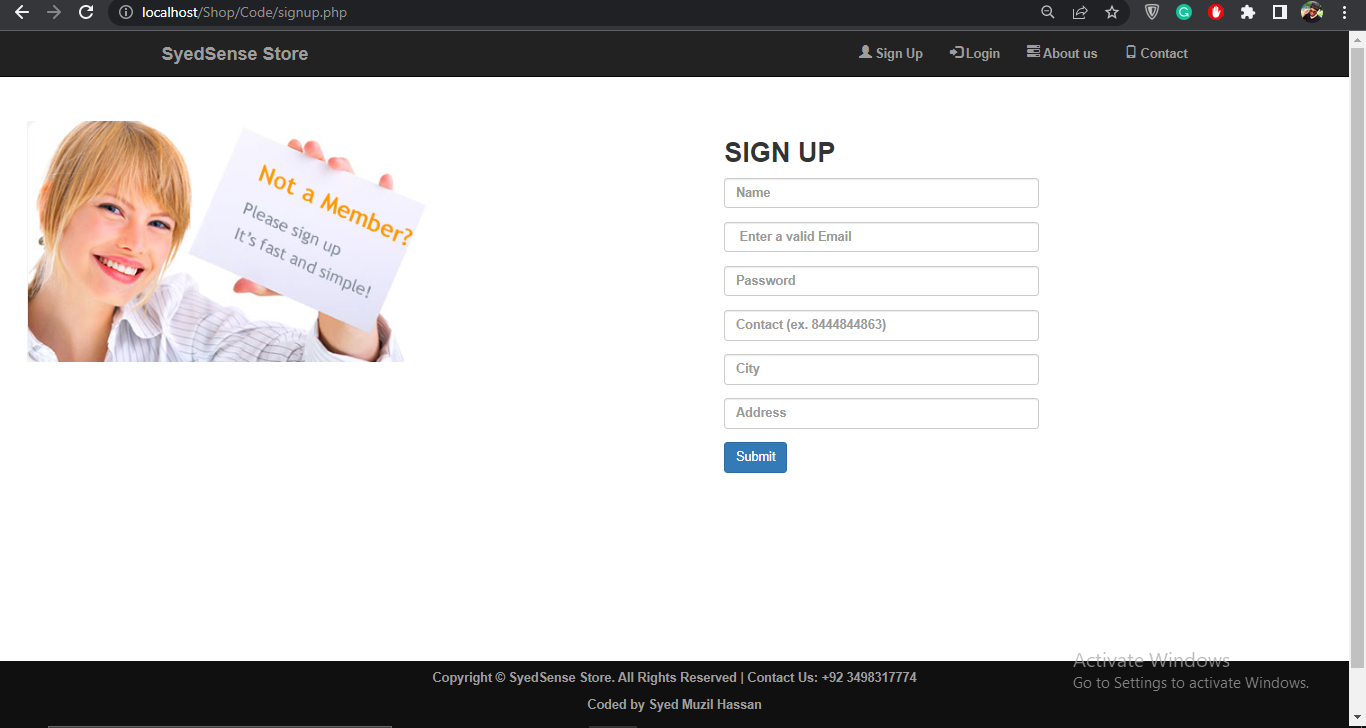 localhost/Shop/Code/signup.php
SyedSense Store
Sign Up
Login
About us
Contact
Not a Member?
Please sign up
It's fast and simple!
SIGN UP
Name
Enter a valid Email
Password
Contact (ex. 8444844863)
City
Address
Submit
Activate Windows
Go to Settings to activate Windows.
Copyright © SyedSense Store. All Rights Reserved | Contact Us: +92 3498317774
Coded by Syed Muzil Hassan